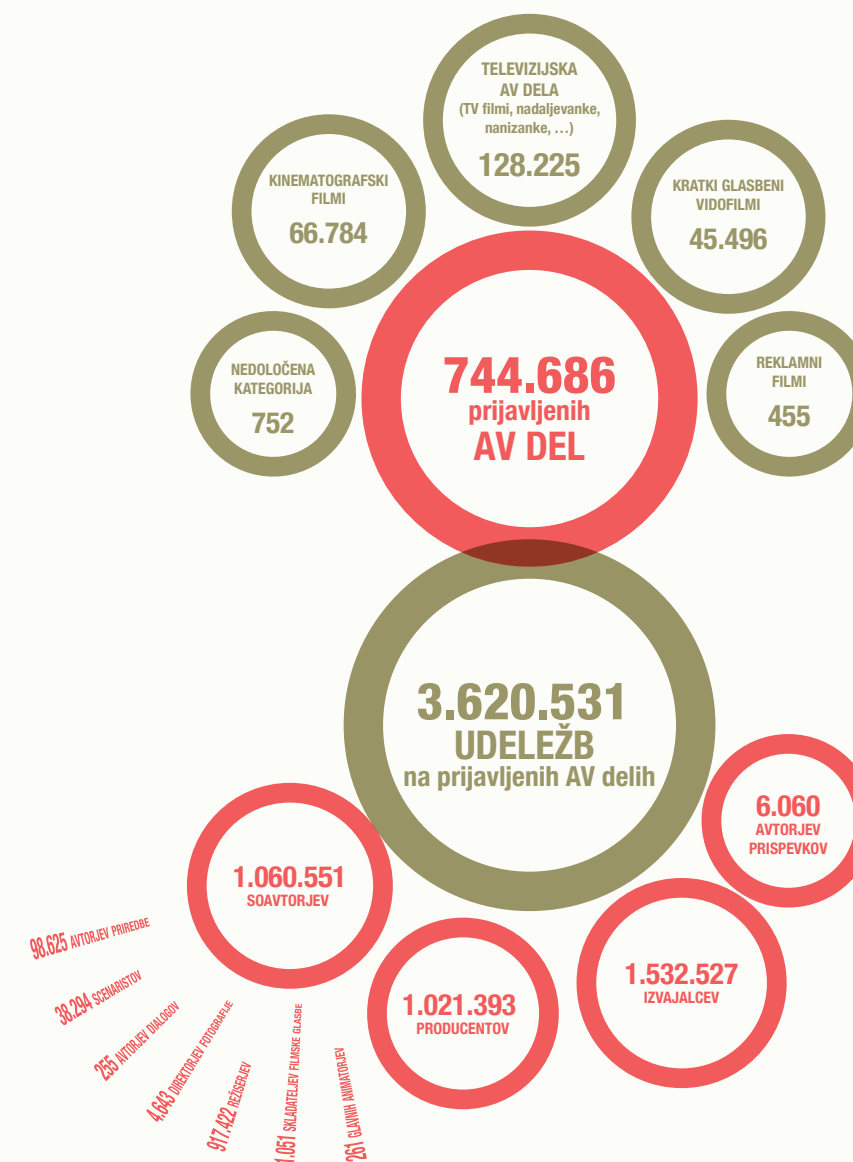 TELEVIZIJSKA
AV DELA
(TV filmi, nadaljevanke,
nanizanke, ...)
128.225
KINEMATOGRAFSKI
FILMI
66.784
KRATKI GLASBENI
VIDOFILMI
45.496
NEDOLOČENA
KATEGORIJA
752
744.686
prijavljenih
AV DEL
REKLAMNI
FILMI
455
3.620.531
UDELEŽB
na prijavljenih AV delih
6.060
AVTORJEV
PRISPEVKOV
1.060.551
SOAVTORJEV
1.532.527
IZVAJALCEV
1.021.393
PRODUCENTOV
98.625 AVTORJEV PRIREDBE
38.294 SCENARISTOV
255 AVTORJEV DIALOGOV
4.643 DIREKTORJEV FOTOGRAFIJE
917.422 REŽISERJEV
1.051 SKLADATELJEV FILMSKE GLASBE
261 GLAVNIH ANIMATORJEV